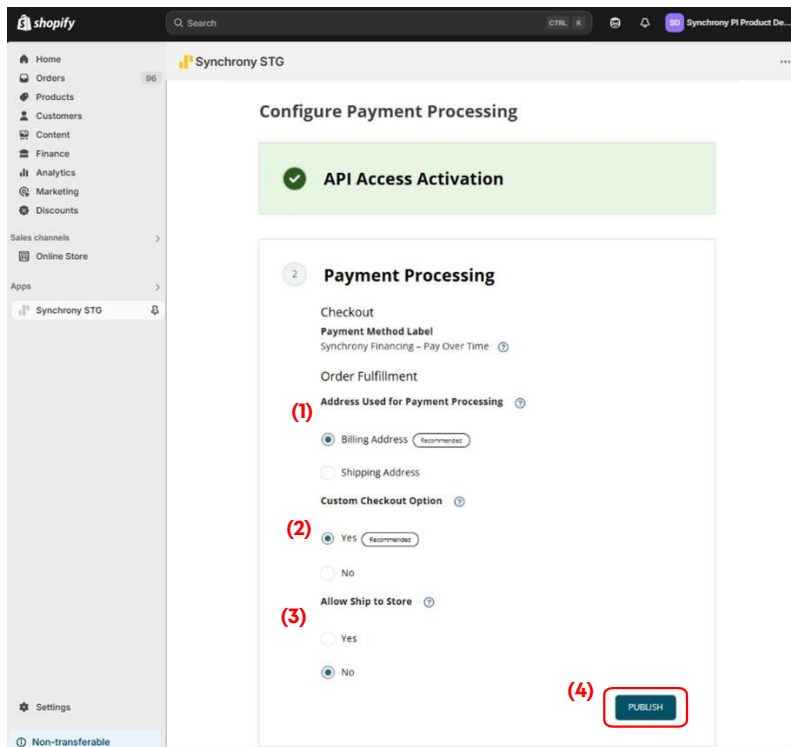 shopify
Search
CTRL K
SD Synchrony PI Product De...
Home
Orders 96
Products
Customers
Content
Finance
Analytics
Marketing
Discounts
Sales channels
Online Store
Apps
Synchrony STG
Settings
Non-transferable
Synchrony STG
Configure Payment Processing
API Access Activation
2 Payment Processing
Checkout
Payment Method Label
Synchrony Financing – Pay Over Time
Order Fulfillment
(1) Address Used for Payment Processing
Billing Address Recommended
Shipping Address
Custom Checkout Option
(2) Yes Recommended
No
Allow Ship to Store
(3)
Yes
No
(4) PUBLISH